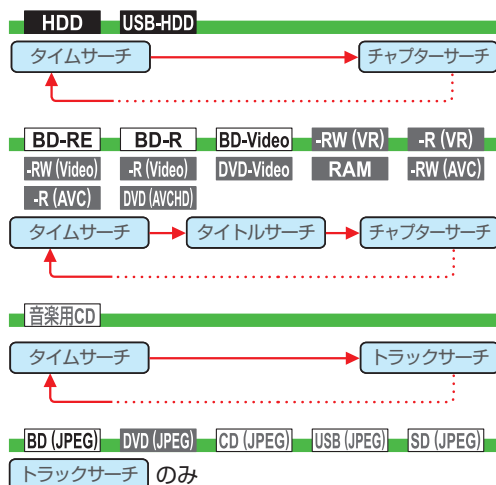 HDD USB-HDD
タイムサーチ チャプターサーチ
BD-RE BD-R BD-Video -RW (VR) -R (VR)
-RW (Video) -R (Video) DVD-Video RAM -RW (AVC)
-R (AVC) DVD (AVCHD)
タイムサーチ タイトルサーチ チャプターサーチ
音楽用CD
タイムサーチ トラックサーチ
BD (JPEG) DVD (JPEG) CD (JPEG) USB (JPEG) SD (JPEG)
トラックサーチ のみ